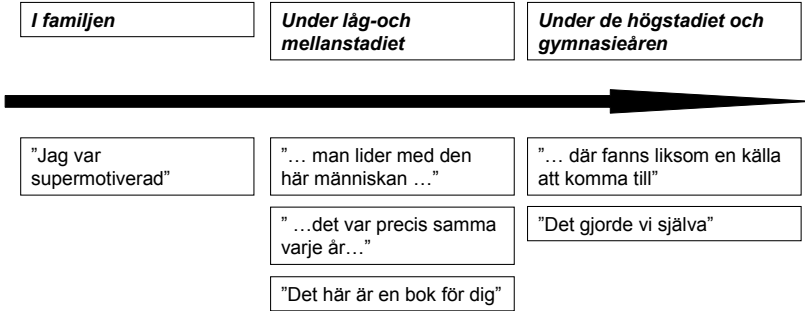 I familjen
Under låg-och
mellanstadiet
Under de högstadiet och
gymnasieåren
”Jag var
supermotiverad”
”… man lider med den
här människan …”
” …det var precis samma
varje år…”
”Det här är en bok för dig”
”… där fanns liksom en källa
att komma till”
”Det gjorde vi själva”